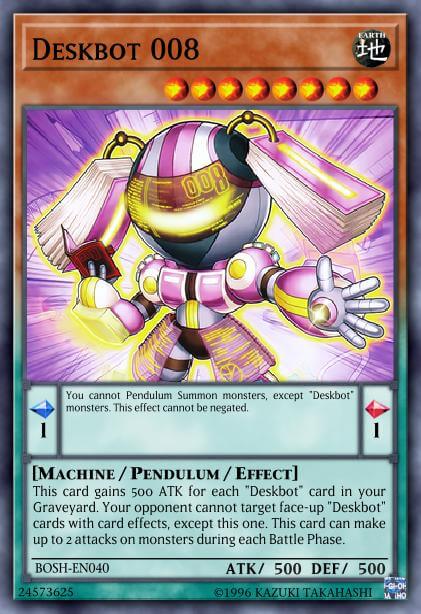 DESKBOT 008
EARTH
地
008
You cannot Pendulum Summon monsters, except "Deskbot"
monsters. This effect cannot be negated.
1
1
[MACHINE / PENDULUM / EFFECT]
This card gains 500 ATK for each "Deskbot" card in your
Graveyard. Your opponent cannot target face-up "Deskbot"
cards with card effects, except this one. This card can make
up to 2 attacks on monsters during each Battle Phase.
BOSH-EN040
ATK/ 500 DEF/ 500
24573625
©1996 KAZUKI TAKAHASHI